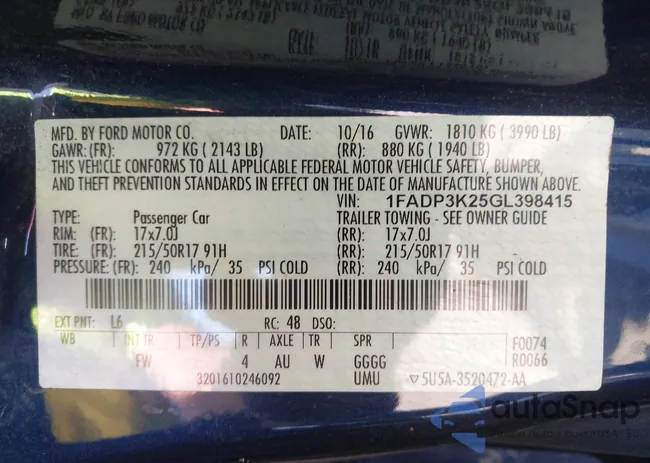 MFD. BY FORD MOTOR CO. DATE: 10/16 GVWR: 1810 KG ( 3990 LB)
GAWR: (FR): 972 KG ( 2143 LB) (RR): 880 KG ( 1940 LB)
THIS VEHICLE CONFORMS TO ALL APPLICABLE FEDERAL MOTOR VEHICLE SAFETY, BUMPER,
AND THEFT PREVENTION STANDARDS IN EFFECT ON THE DATE OF MANUFACTURE SHOWN ABOVE.
VIN: 1FADP3K25GL398415
TYPE: Passenger Car TRAILER TOWING - SEE OWNER GUIDE
RIM: (FR): 17x7.0J (RR): 17x7.0J
TIRE: (FR): 215/50R17 91H (RR): 215/50R17 91H
PRESSURE: (FR): 240 kPa/ 35 PSI COLD (RR): 240 kPa/ 35 PSI COLD
EXT PNT: L6 RC: 48 DSO:
WB INT TR TP/PS R AXLE TR SPR F0074
FW 4 AU W GGGG R0066
3201610246092 UMU ▽5U5A-3520472-AA
autoSnap